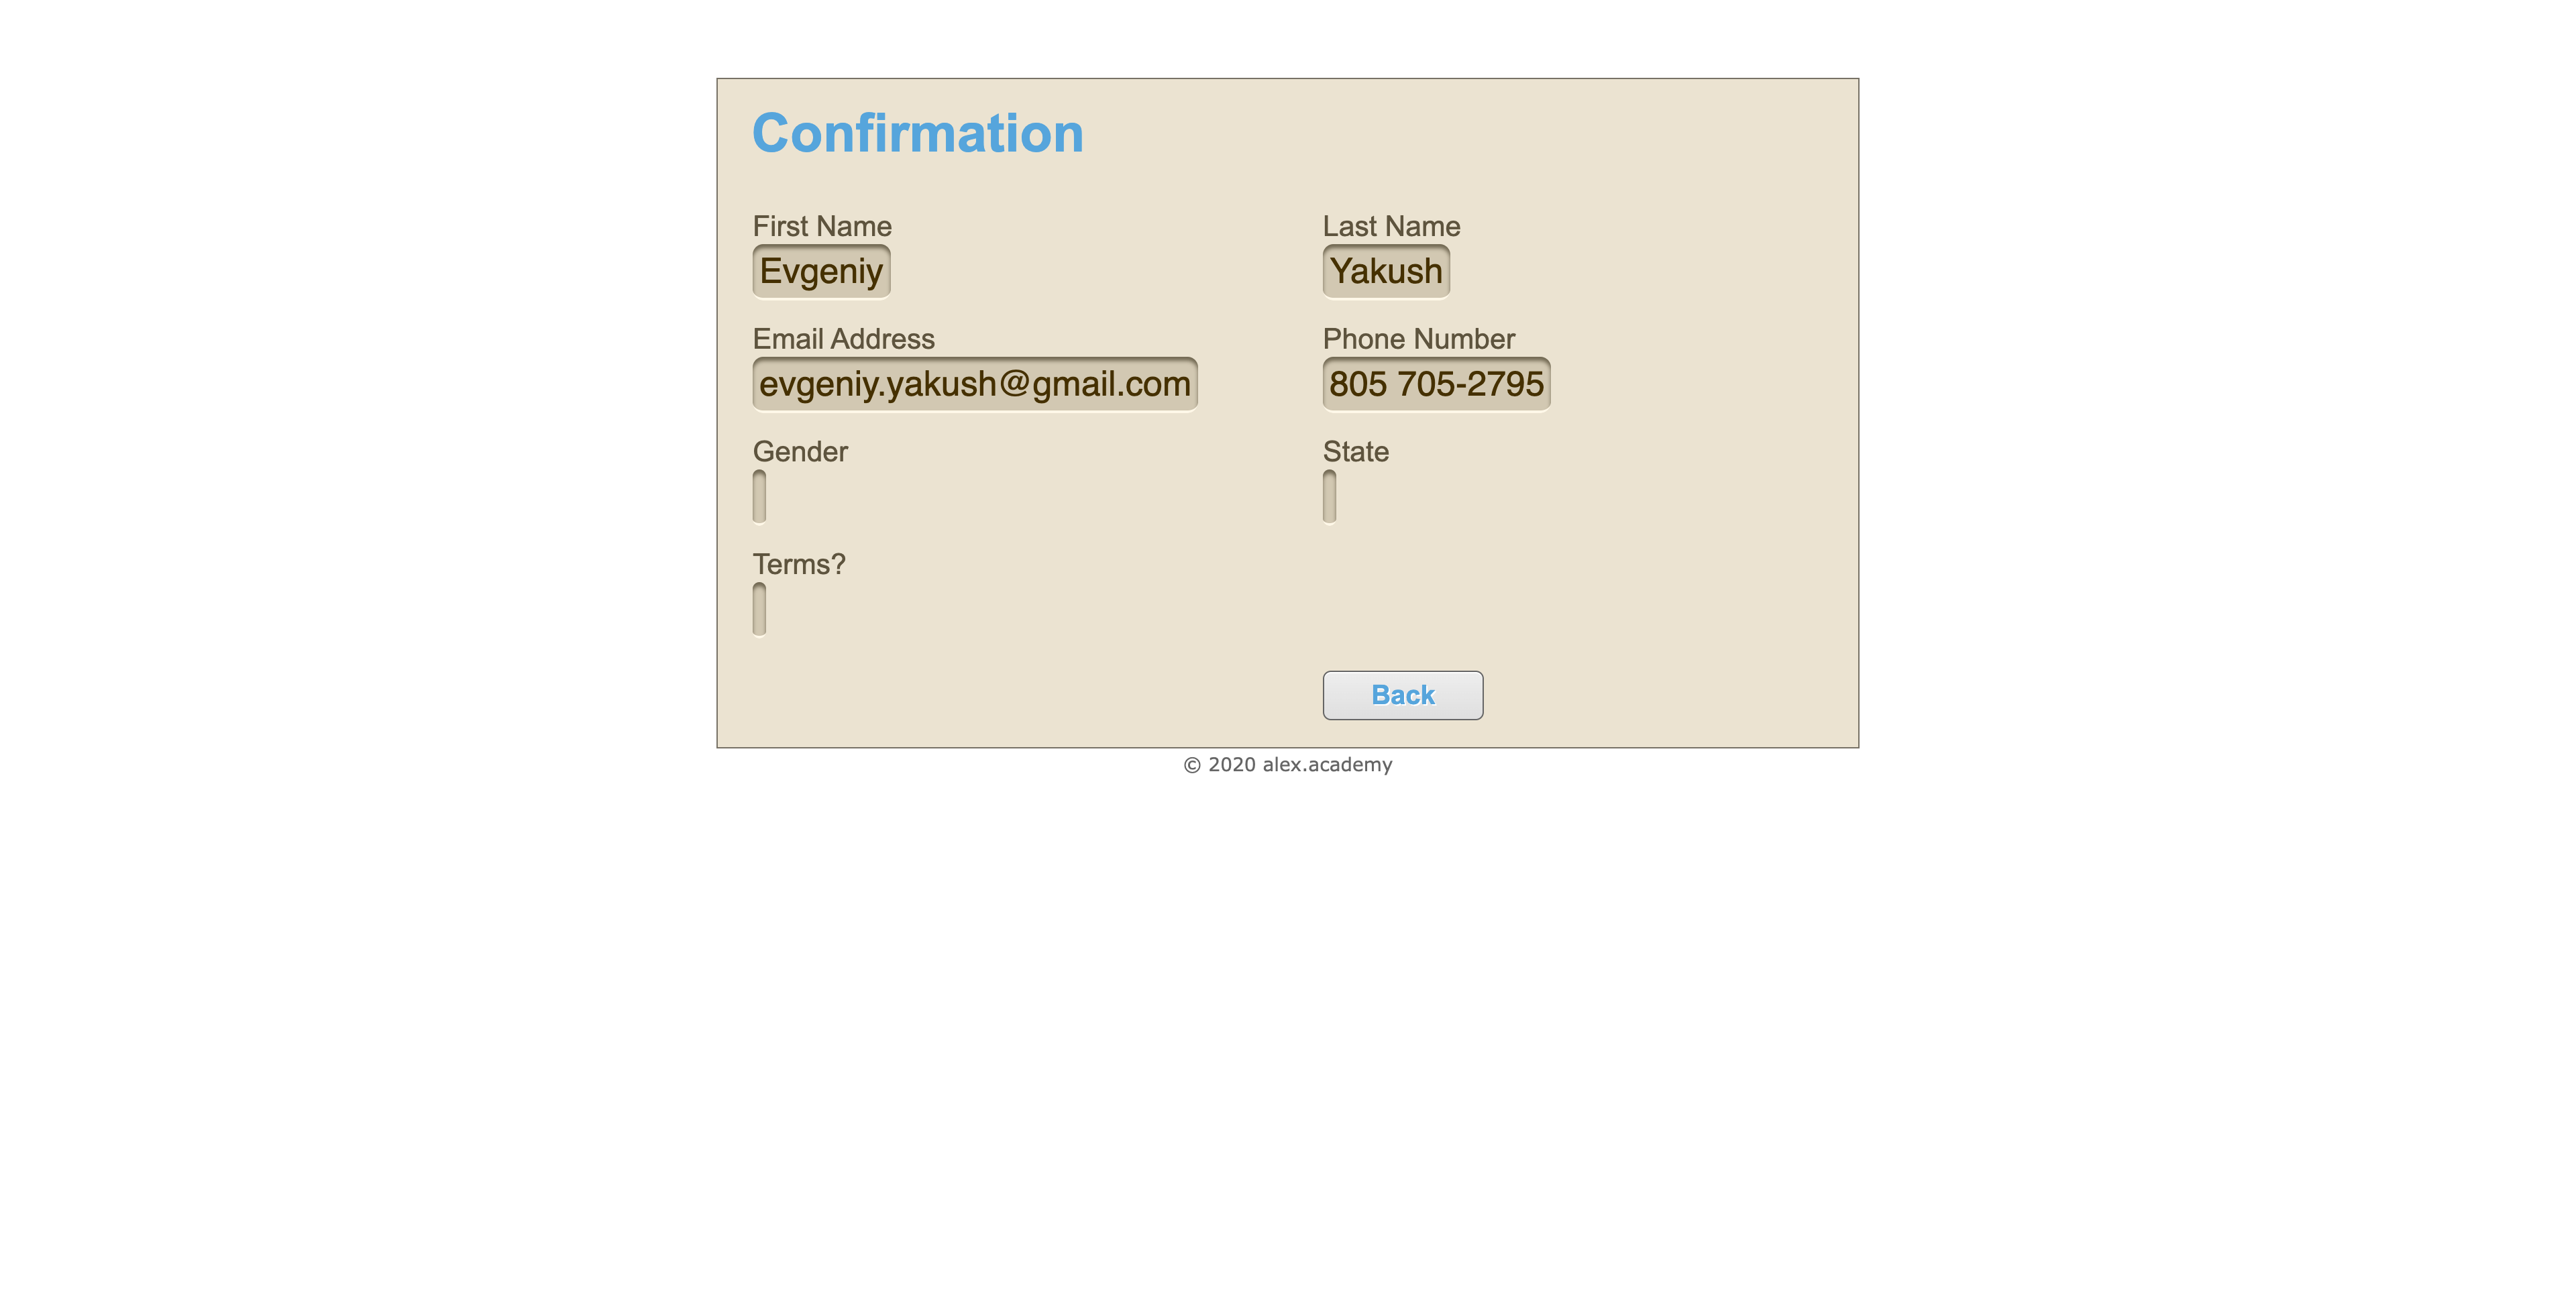 Confirmation
First Name
Last Name
Evgeniy
Yakush
Email Address
Phone Number
evgeniy.yakush@gmail.com
805 705-2795
Gender
State
Terms?
Back
© 2020 alex.academy